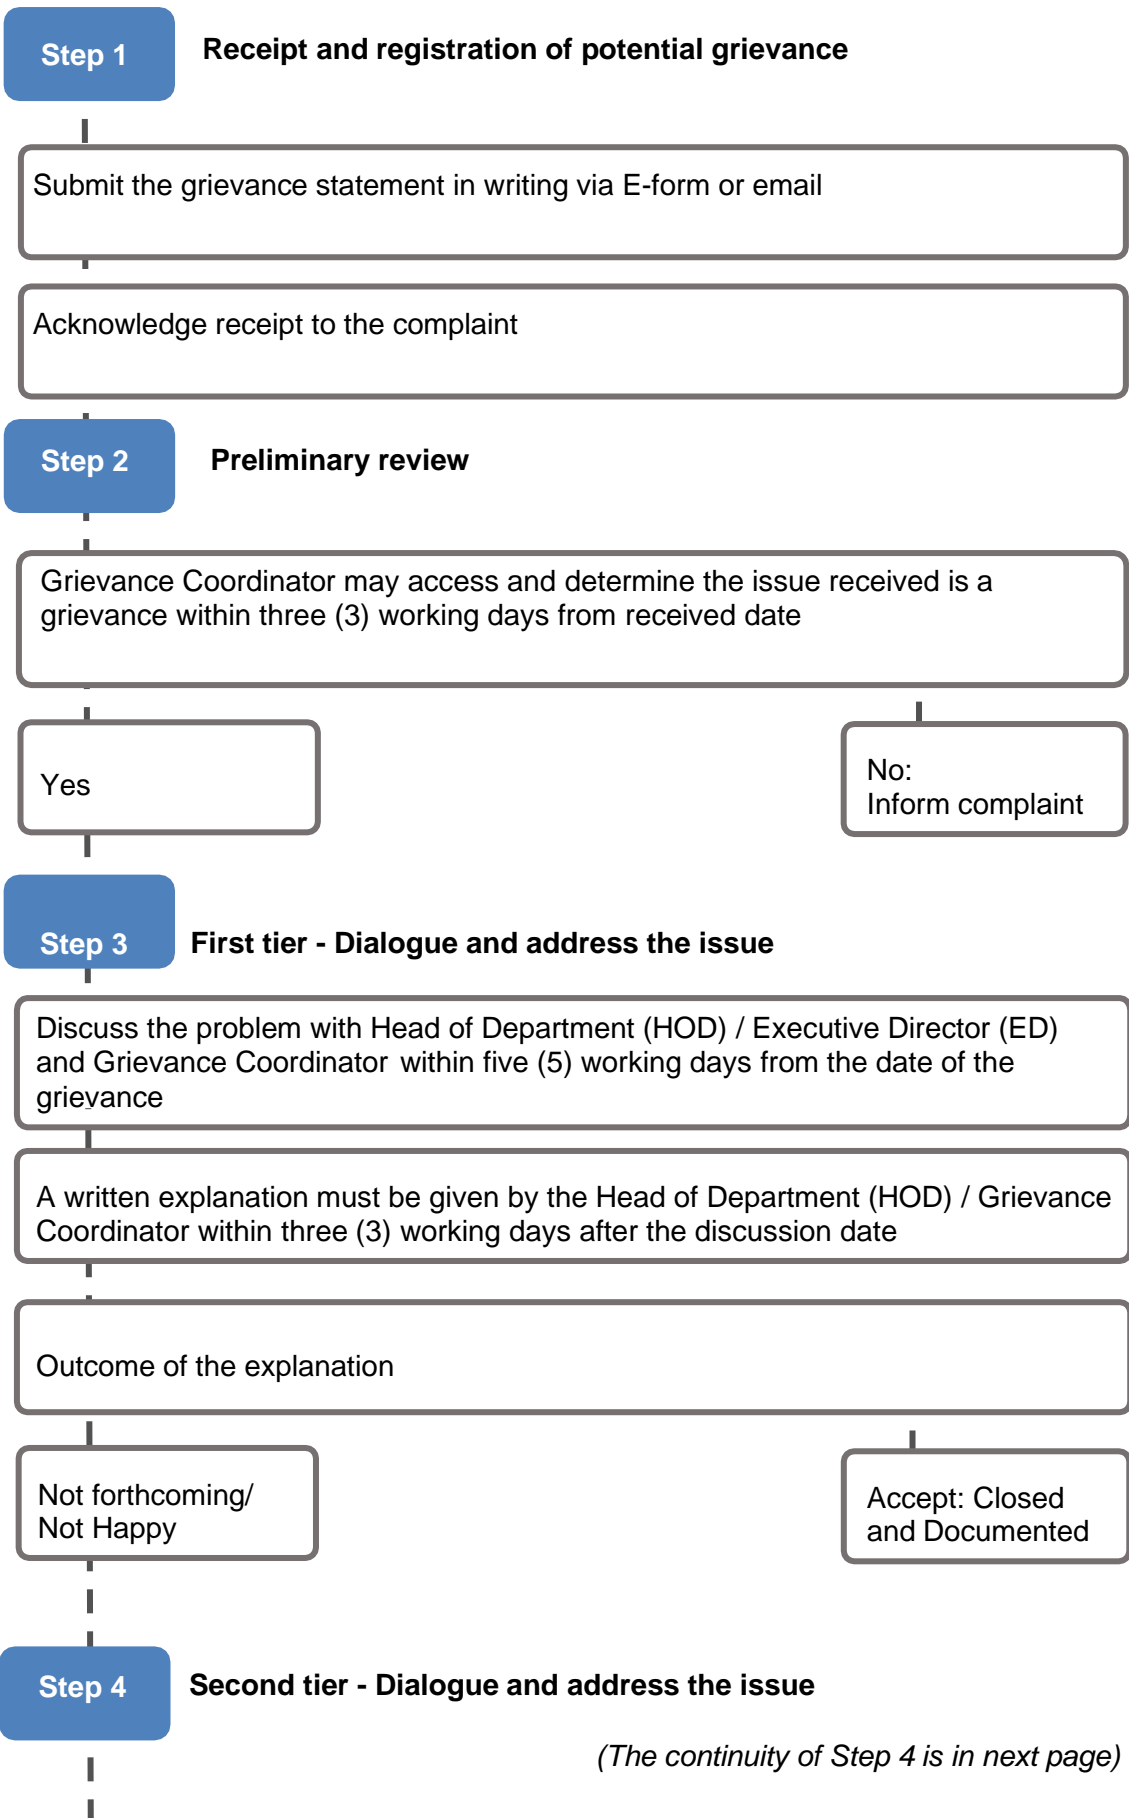 Step 1
Receipt and registration of potential grievance
Submit the grievance statement in writing via E-form or email
Acknowledge receipt to the complaint
Step 2
Preliminary review
Grievance Coordinator may access and determine the issue received is a
grievance within three (3) working days from received date
Yes
No:
Inform complaint
Step 3
First tier - Dialogue and address the issue
Discuss the problem with Head of Department (HOD) / Executive Director (ED)
and Grievance Coordinator within five (5) working days from the date of the
grievance
A written explanation must be given by the Head of Department (HOD) / Grievance
Coordinator within three (3) working days after the discussion date
Outcome of the explanation
Not forthcoming/
Not Happy
Accept: Closed
and Documented
Step 4
Second tier - Dialogue and address the issue
(The continuity of Step 4 is in next page)